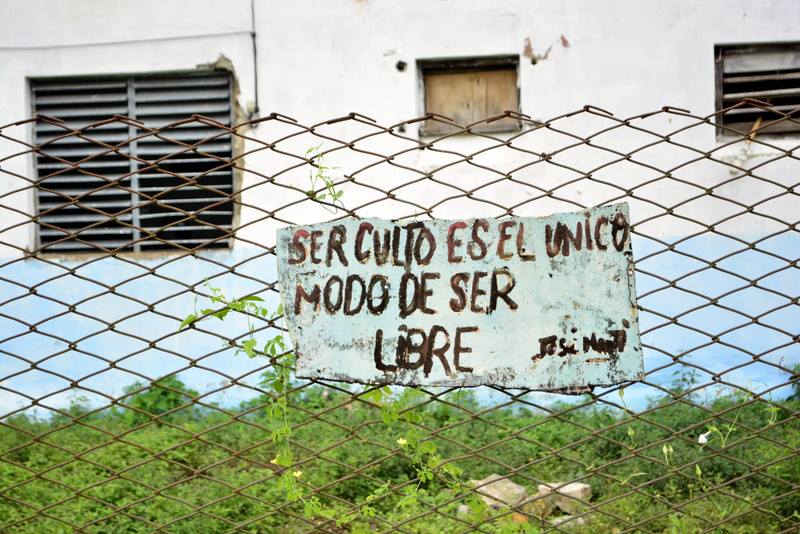 SER CULTO ES EL UNICO
MODO DE SER
LiBRE José Martí